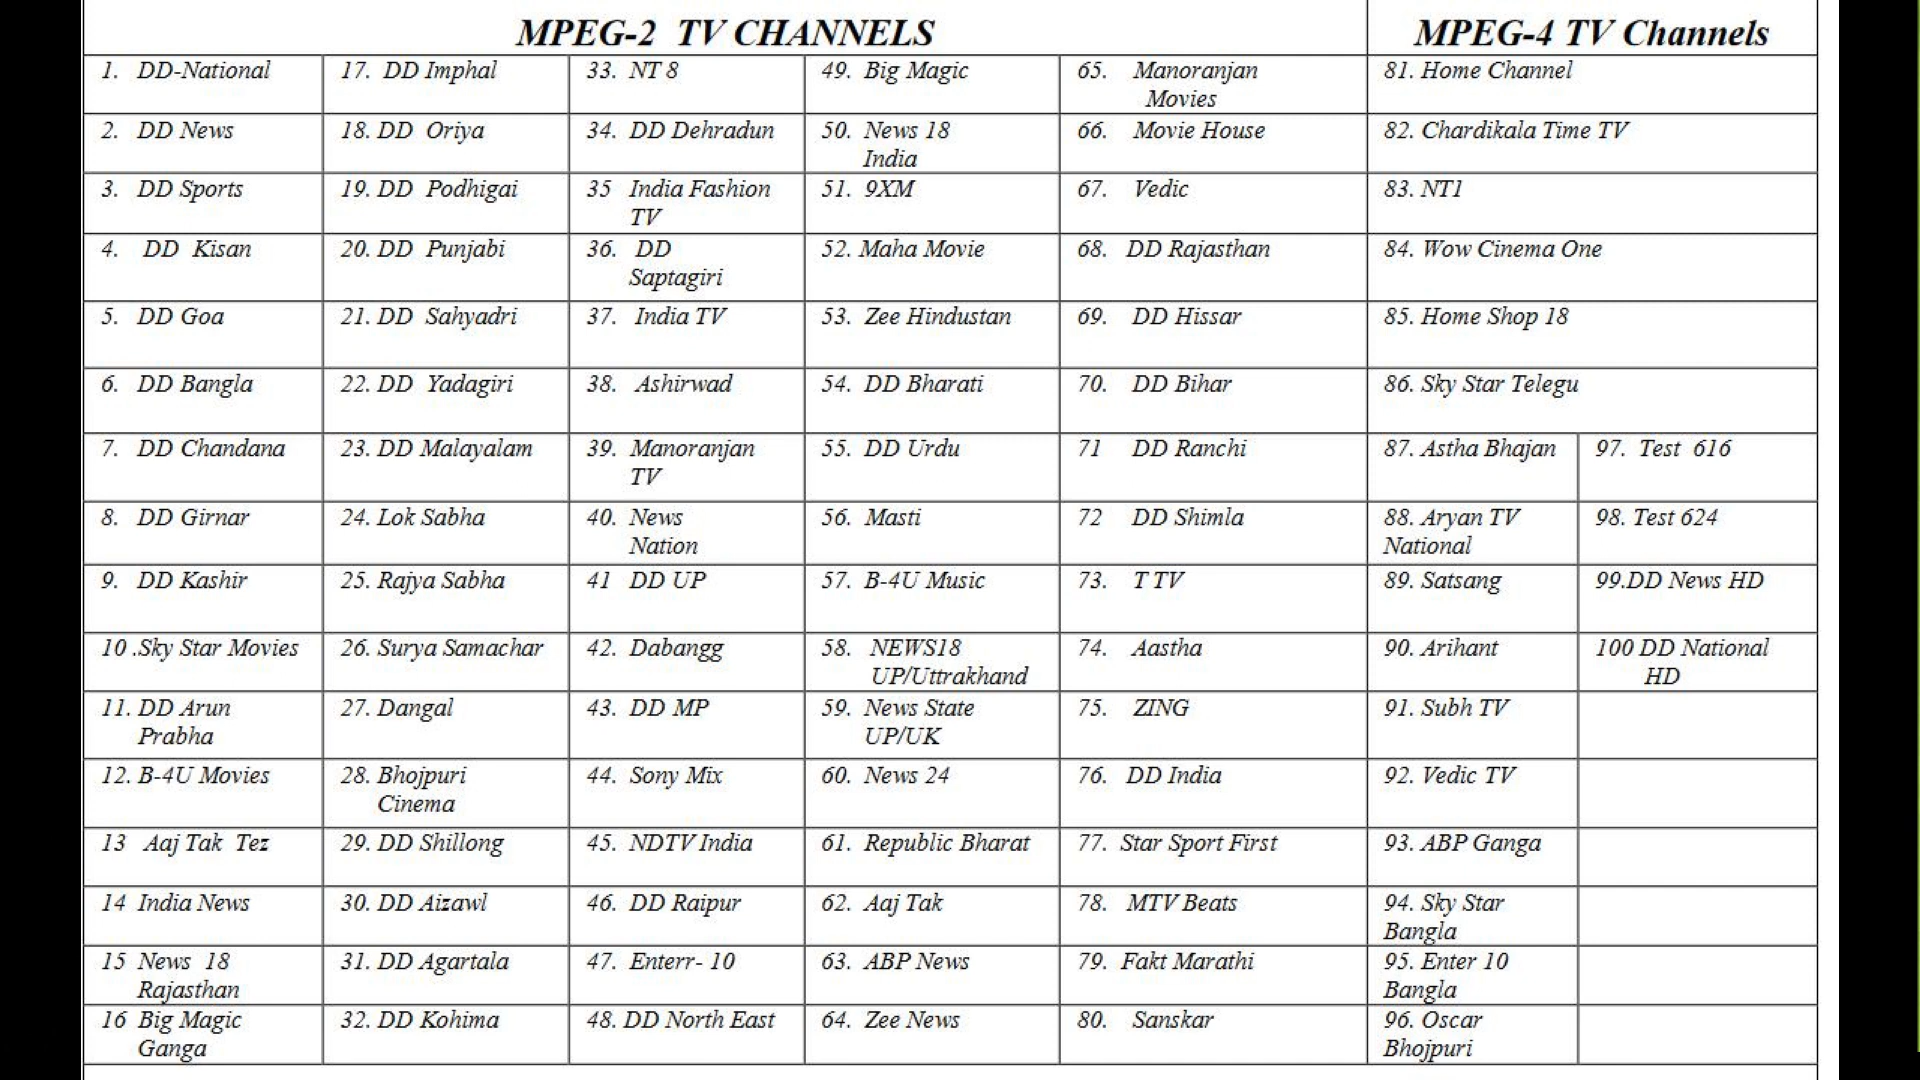 MPEG-2 TV CHANNELS
MPEG-4 TV Channels
1. DD-National
17. DD Imphal
33. NT 8
49. Big Magic
65. Manoranjan
Movies
81. Home Channel
2. DD News
18. DD Oriya
34. DD Dehradun
50. News 18
India
66. Movie House
82. Chardikala Time TV
3. DD Sports
19. DD Podhigai
35 India Fashion
TV
51. 9XM
67. Vedic
83. NT1
4. DD Kisan
20. DD Punjabi
36. DD
Saptagiri
52. Maha Movie
68. DD Rajasthan
84. Wow Cinema One
5. DD Goa
21. DD Sahyadri
37. India TV
53. Zee Hindustan
69. DD Hissar
85. Home Shop 18
6. DD Bangla
22. DD Yadagiri
38. Ashirwad
54. DD Bharati
70. DD Bihar
86. Sky Star Telegu
7. DD Chandana
23. DD Malayalam
39. Manoranjan
TV
55. DD Urdu
71 DD Ranchi
87. Astha Bhajan
97. Test 616
8. DD Girnar
24. Lok Sabha
40. News
Nation
56. Masti
72 DD Shimla
88. Aryan TV
National
98. Test 624
9. DD Kashir
25. Rajya Sabha
41 DD UP
57. B-4U Music
73. T TV
89. Satsang
99.DD News HD
10 .Sky Star Movies
26. Surya Samachar
42. Dabangg
58. NEWS18
UP/Uttrakhand
74. Aastha
90. Arihant
100 DD National
HD
11. DD Arun
Prabha
27. Dangal
43. DD MP
59. News State
UP/UK
75. ZING
91. Subh TV
12. B-4U Movies
28. Bhojpuri
Cinema
44. Sony Mix
60. News 24
76. DD India
92. Vedic TV
13 Aaj Tak Tez
29. DD Shillong
45. NDTV India
61. Republic Bharat
77. Star Sport First
93. ABP Ganga
14 India News
30. DD Aizawl
46. DD Raipur
62. Aaj Tak
78. MTV Beats
94. Sky Star
Bangla
15 News 18
Rajasthan
31. DD Agartala
47. Enterr- 10
63. ABP News
79. Fakt Marathi
95. Enter 10
Bangla
16 Big Magic
Ganga
32. DD Kohima
48. DD North East
64. Zee News
80. Sanskar
96. Oscar
Bhojpuri